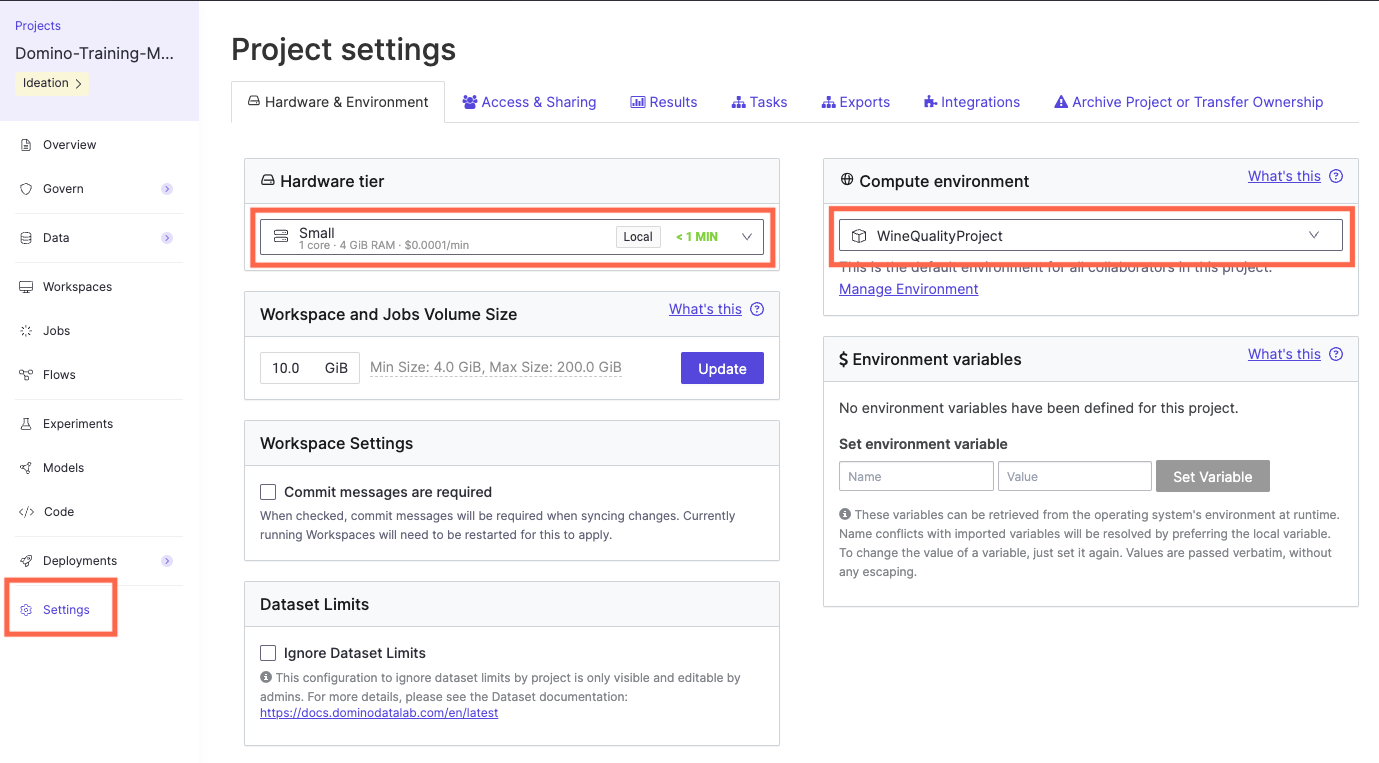 Projects
Domino-Training-M...
Ideation
Overview
Govern
Data
Workspaces
Jobs
Flows
Experiments
Models
Code
Deployments
Settings
Project settings
Hardware & Environment
Access & Sharing
Results
Tasks
Exports
Integrations
Archive Project or Transfer Ownership
Hardware tier
Small
1 core · 4 GiB RAM · $0.0001/min
Local
< 1 MIN
Workspace and Jobs Volume Size
What's this
10.0 GiB
Min Size: 4.0 GiB, Max Size: 200.0 GiB
Update
Workspace Settings
Commit messages are required
When checked, commit messages will be required when syncing changes. Currently
running Workspaces will need to be restarted for this to apply.
Dataset Limits
Ignore Dataset Limits
This configuration to ignore dataset limits by project is only visible and editable by
admins. For more details, please see the Dataset documentation:
https://docs.dominodatalab.com/en/latest
Compute environment
What's this
WineQualityProject
This is the default environment for all collaborators in this project.
Manage Environment
$ Environment variables
What's this
No environment variables have been defined for this project.
Set environment variable
Name
Value
Set Variable
These variables can be retrieved from the operating system's environment at runtime.
Name conflicts with imported variables will be resolved by preferring the local variable.
To change the value of a variable, just set it again. Values are passed verbatim, without
any escaping.